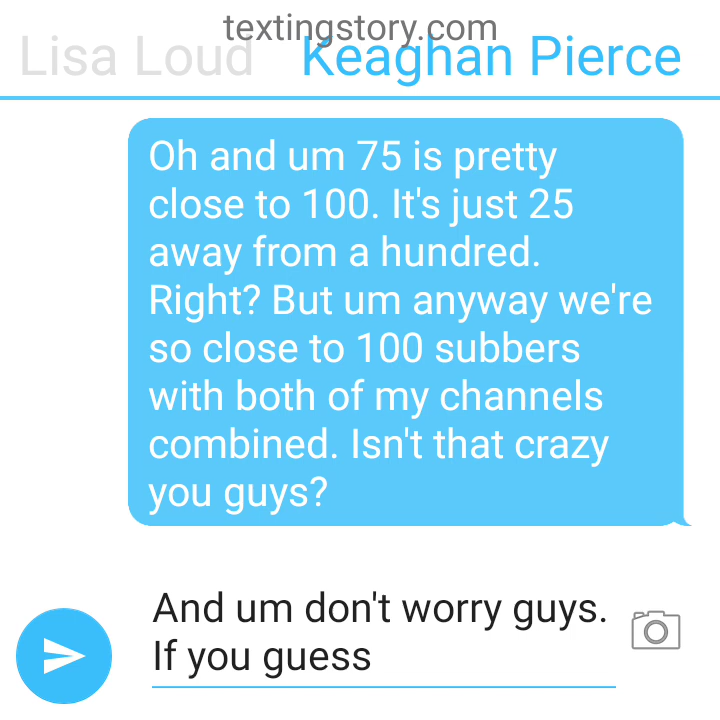 textingstory.com
Lisa Loud Keaghan Pierce
Oh and um 75 is pretty
close to 100. It's just 25
away from a hundred.
Right? But um anyway we're
so close to 100 subbers
with both of my channels
combined. Isn't that crazy
you guys?
And um don't worry guys.
If you guess